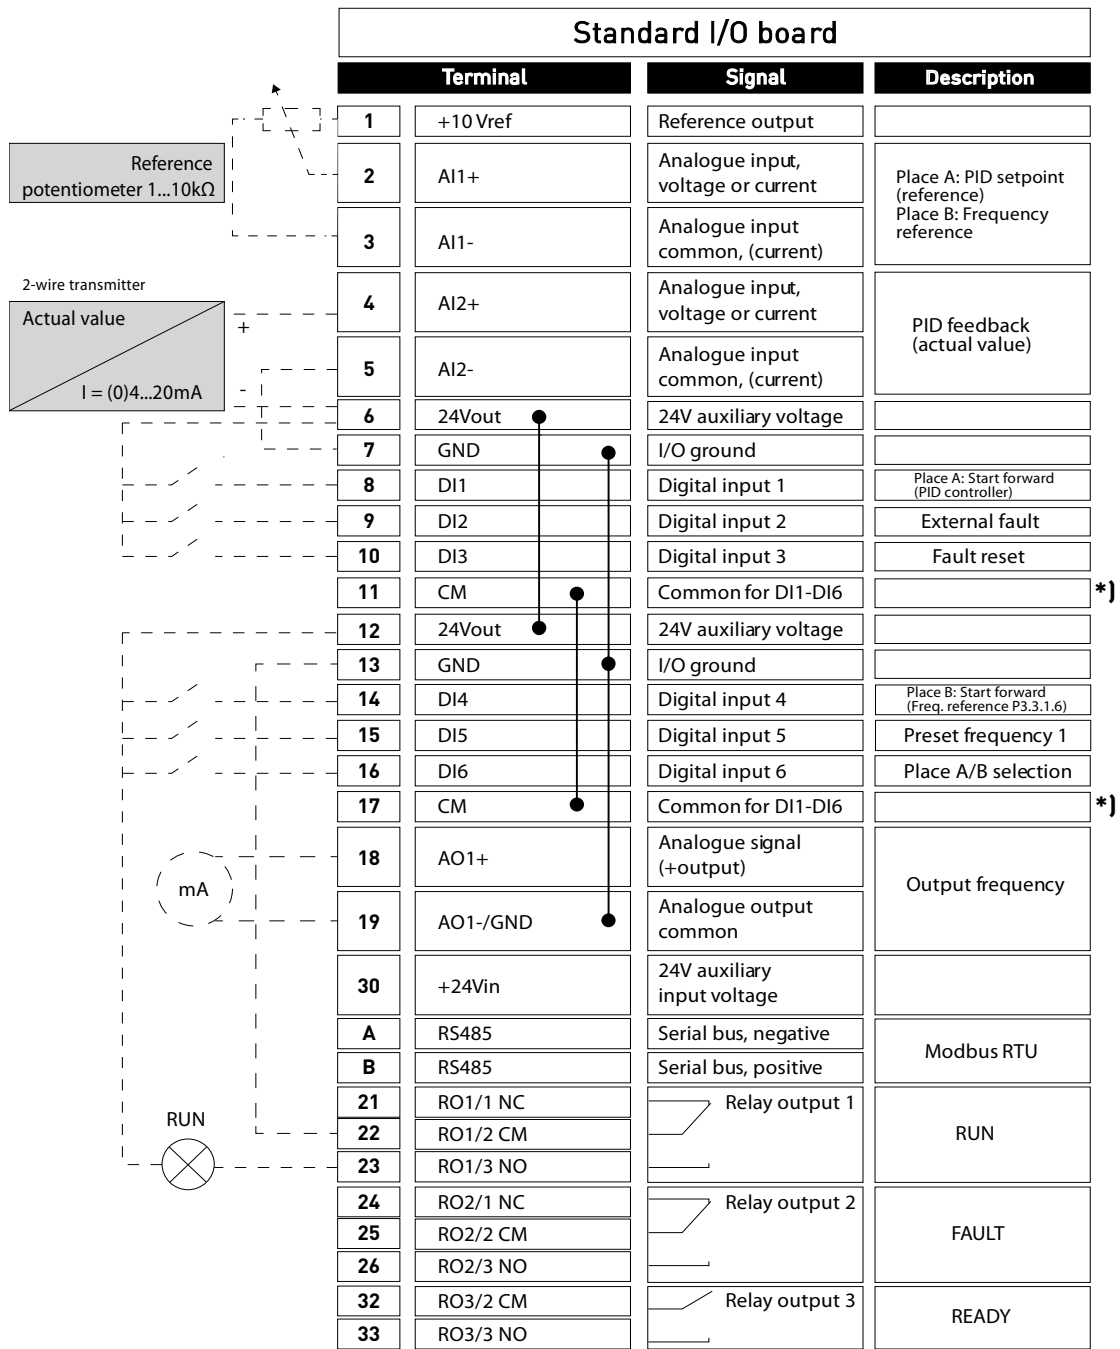 Standard I/O board
Terminal Signal Description
1 +10 Vref Reference output
Reference
potentiometer 1...10kΩ
2 AI1+ Analogue input,
voltage or current
Place A: PID setpoint
(reference)
Place B: Frequency
reference
3 AI1- Analogue input
common, (current)
2-wire transmitter
Actual value
+
I = (0)4...20mA
-
4 AI2+ Analogue input,
voltage or current
PID feedback
(actual value)
5 AI2- Analogue input
common, (current)
6 24Vout 24V auxiliary voltage
7 GND I/O ground
8 DI1 Digital input 1
Place A: Start forward
(PID controller)
9 DI2 Digital input 2 External fault
10 DI3 Digital input 3 Fault reset
11 CM Common for DI1-DI6 *)
12 24Vout 24V auxiliary voltage
13 GND I/O ground
14 DI4 Digital input 4
Place B: Start forward
(Freq. reference P3.3.1.6)
15 DI5 Digital input 5 Preset frequency 1
16 DI6 Digital input 6 Place A/B selection
17 CM Common for DI1-DI6 *)
18 AO1+ Analogue signal
(+output)
mA
Output frequency
19 AO1-/GND Analogue output
common
30 +24Vin 24V auxiliary
input voltage
A RS485 Serial bus, negative
Modbus RTU
B RS485 Serial bus, positive
21 RO1/1 NC Relay output 1
RUN
22 RO1/2 CM RUN
23 RO1/3 NO
24 RO2/1 NC Relay output 2
25 RO2/2 CM FAULT
26 RO2/3 NO
32 RO3/2 CM Relay output 3
READY
33 RO3/3 NO